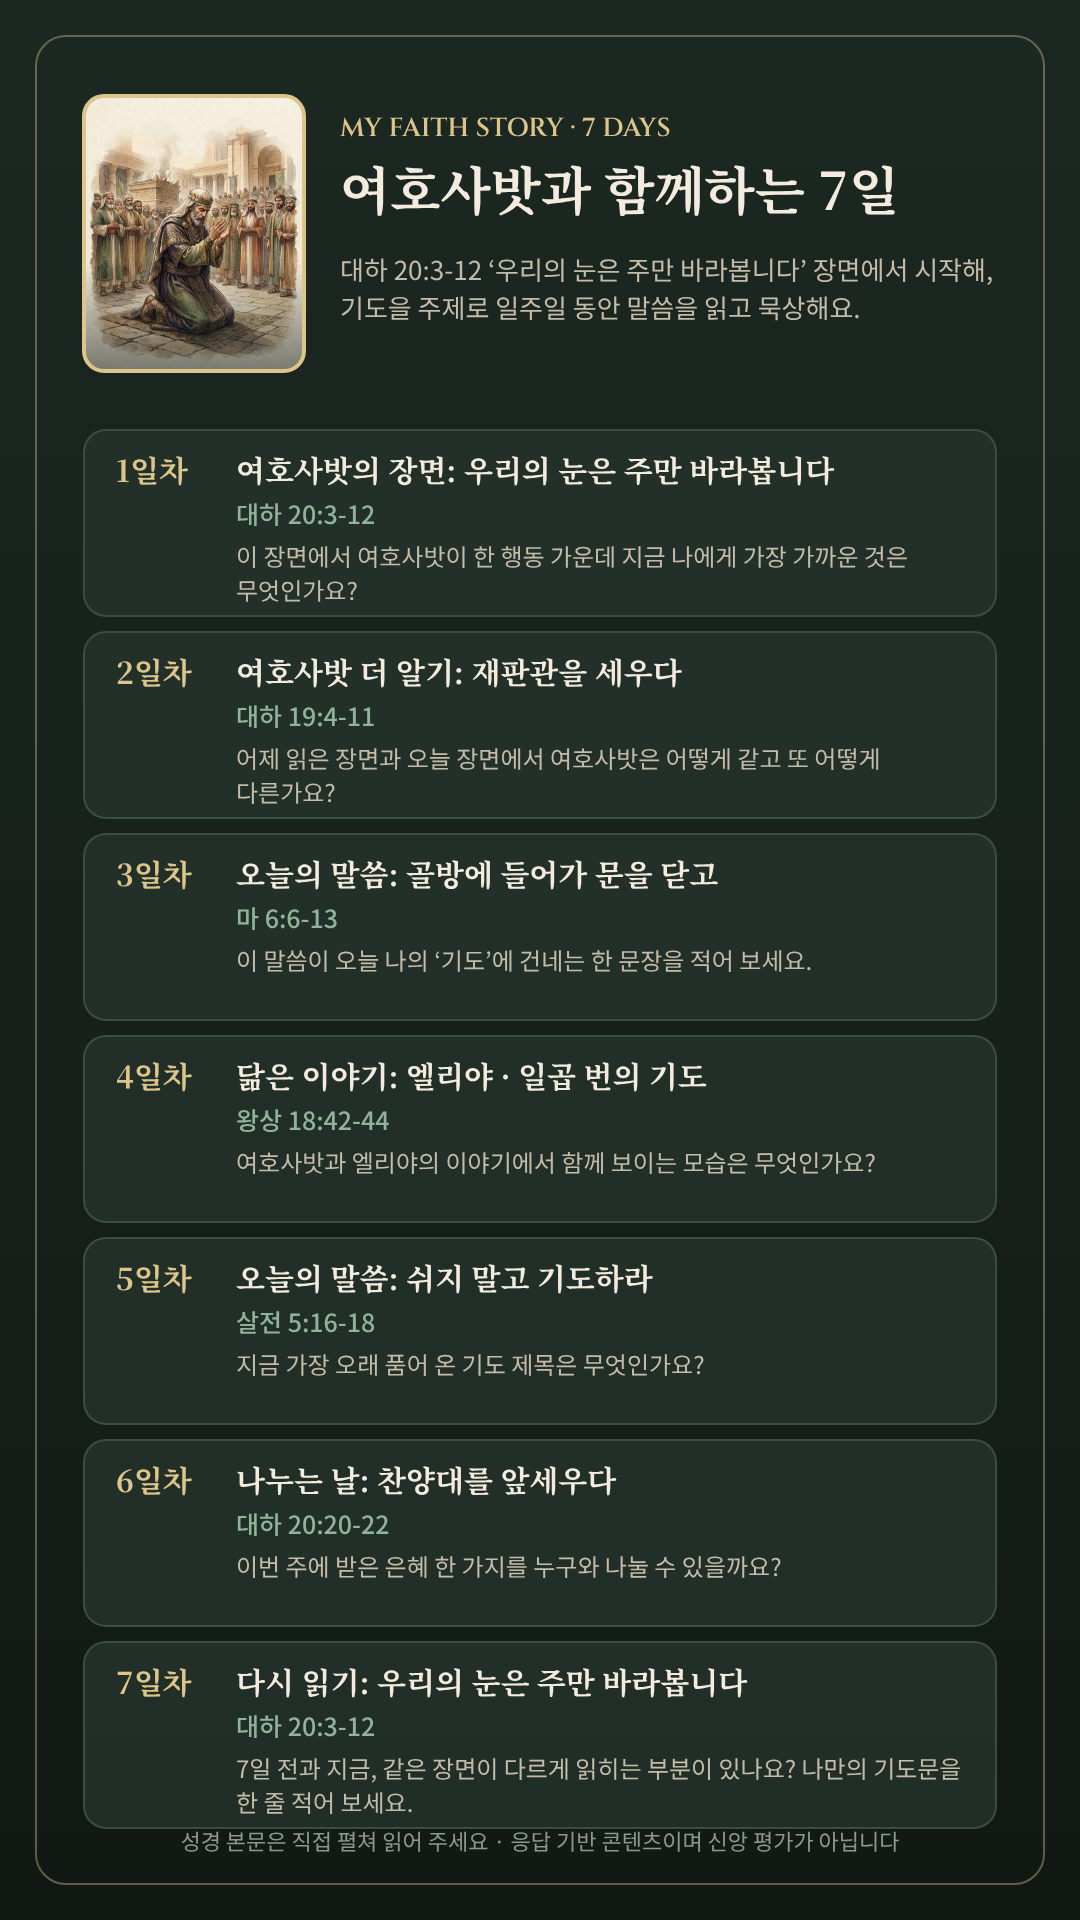 MY FAITH STORY · 7 DAYS
여호사밧과 함께하는 7일
대하 20:3-12 ‘우리의 눈은 주만 바라봅니다’ 장면에서 시작해,
기도을 주제로 일주일 동안 말씀을 읽고 묵상해요.
1일차
여호사밧의 장면: 우리의 눈은 주만 바라봅니다
대하 20:3-12
이 장면에서 여호사밧이 한 행동 가운데 지금 나에게 가장 가까운 것은
무엇인가요?
2일차
여호사밧 더 알기: 재판관을 세우다
대하 19:4-11
어제 읽은 장면과 오늘 장면에서 여호사밧은 어떻게 같고 또 어떻게
다른가요?
3일차
오늘의 말씀: 골방에 들어가 문을 닫고
마 6:6-13
이 말씀이 오늘 나의 ‘기도’에 건네는 한 문장을 적어 보세요.
4일차
닮은 이야기: 엘리야 · 일곱 번의 기도
왕상 18:42-44
여호사밧과 엘리야의 이야기에서 함께 보이는 모습은 무엇인가요?
5일차
오늘의 말씀: 쉬지 말고 기도하라
살전 5:16-18
지금 가장 오래 품어 온 기도 제목은 무엇인가요?
6일차
나누는 날: 찬양대를 앞세우다
대하 20:20-22
이번 주에 받은 은혜 한 가지를 누구와 나눌 수 있을까요?
7일차
다시 읽기: 우리의 눈은 주만 바라봅니다
대하 20:3-12
7일 전과 지금, 같은 장면이 다르게 읽히는 부분이 있나요? 나만의 기도문을
한 줄 적어 보세요.
성경 본문은 직접 펼쳐 읽어 주세요 · 응답 기반 콘텐츠이며 신앙 평가가 아닙니다